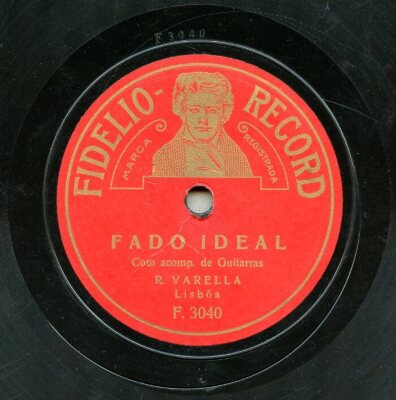 F 3040
FIDELIO-RECORD
MARCA REGISTRADA
FADO IDEAL
Com acomp. de Guitarras
R. VARELLA
Lisbôa
F. 3040